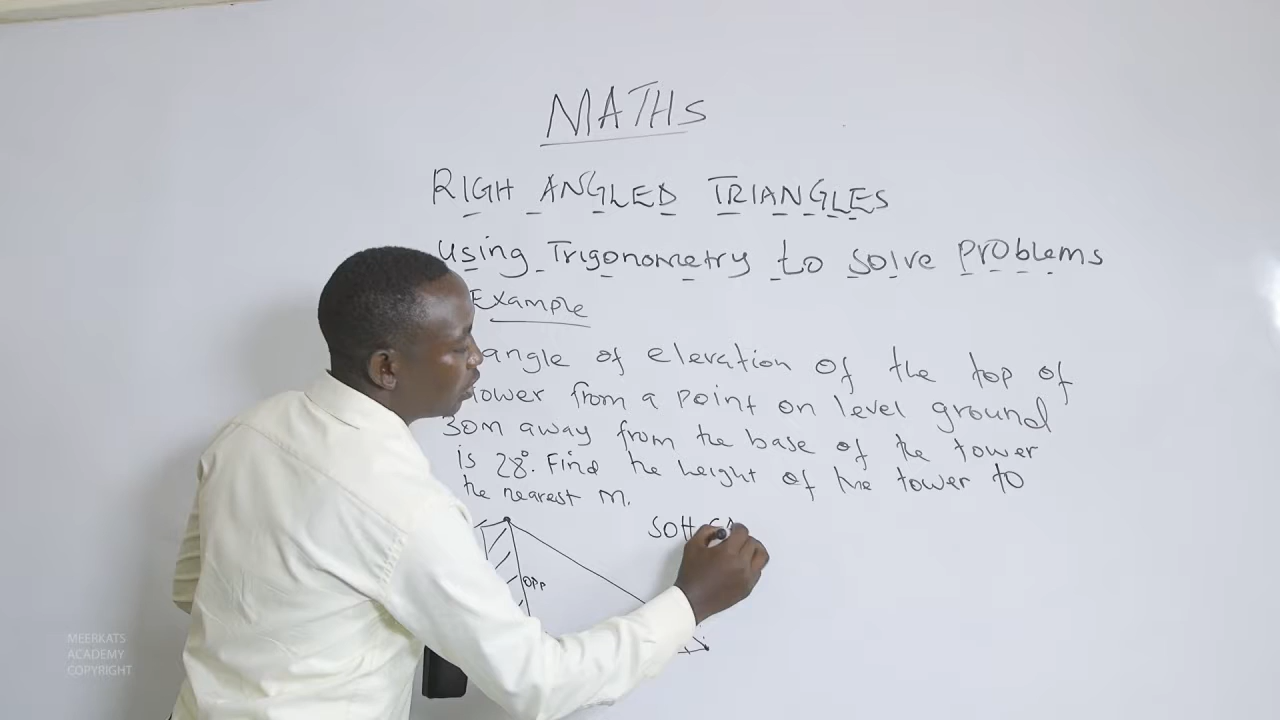 MATHS
RIGH ANGLED TRIANGLES
Using Trigonometry to solve problems
Example
angle of elevation of the top of
tower from a point on level ground
30m away from the base of the tower
is 28°. Find the height of the tower to
the nearest M.
SOH CA
OPP
MEERKATS
ACADEMY
COPYRIGHT